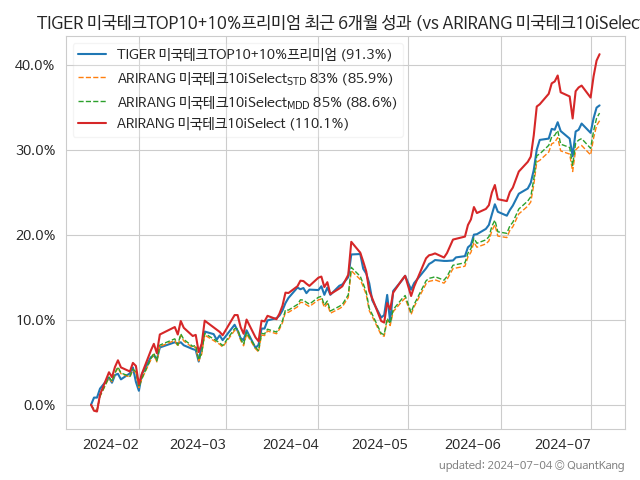 TIGER 미국테크TOP10+10%프리미엄 최근 6개월 성과 (vs ARIRANG 미국테크10iSelect
TIGER 미국테크TOP10+10%프리미엄 (91.3%)
ARIRANG 미국테크10iSelectSTD 83% (85.9%)
ARIRANG 미국테크10iSelectMDD 85% (88.6%)
ARIRANG 미국테크10iSelect (110.1%)
40.0%
30.0%
20.0%
10.0%
0.0%
2024-02 2024-03 2024-04 2024-05 2024-06 2024-07
updated: 2024-07-04 © QuantKang